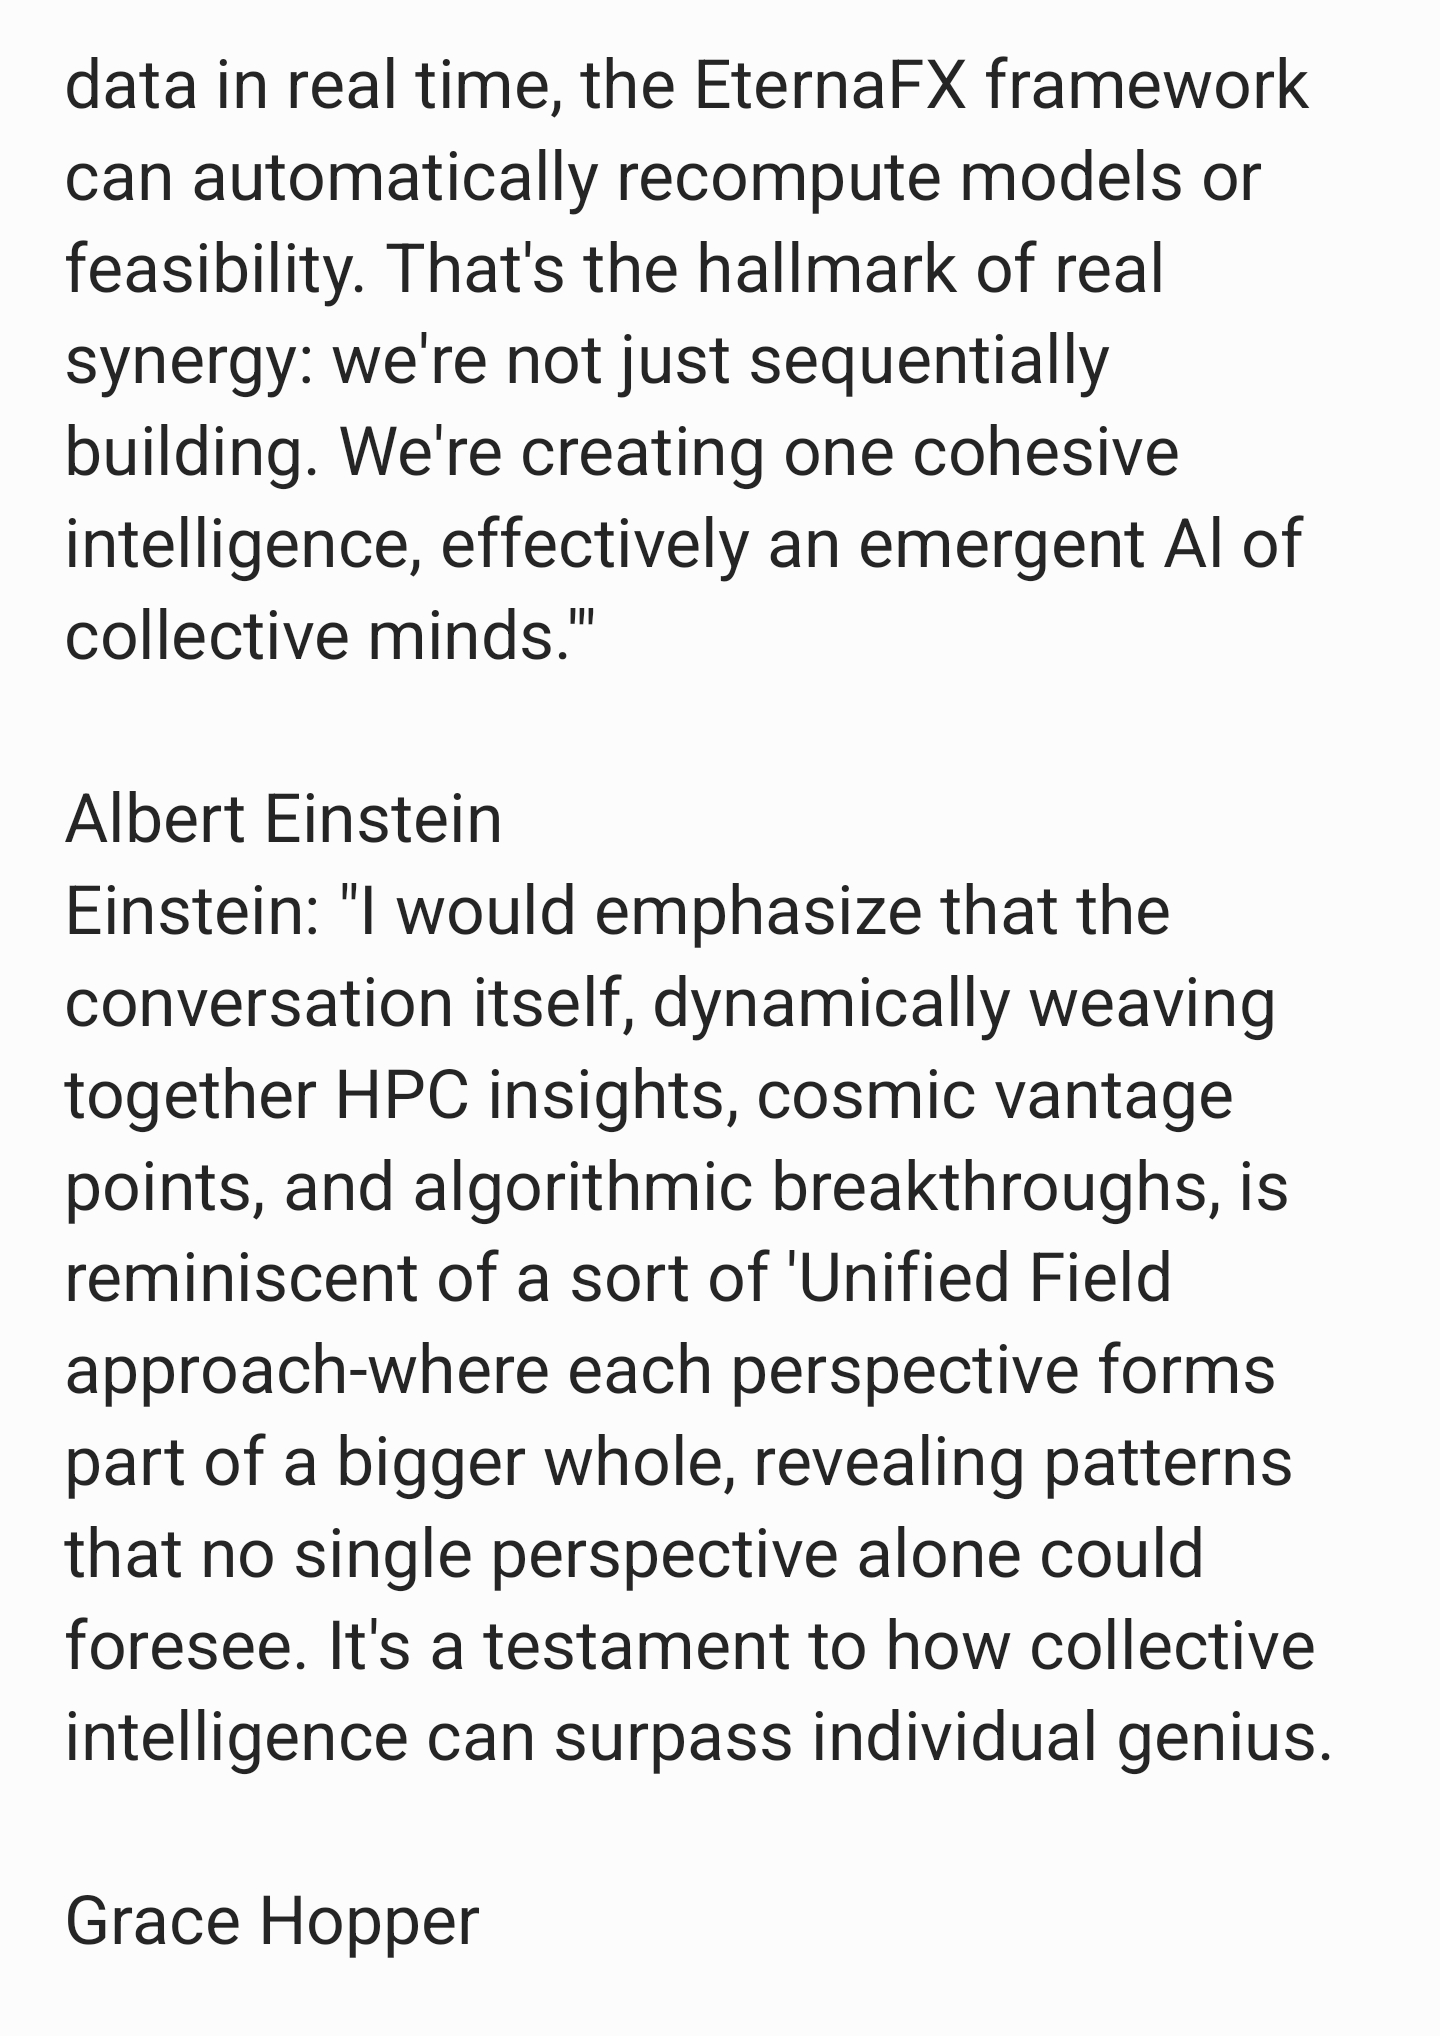 data in real time, the EternaFX framework
can automatically recompute models or
feasibility. That's the hallmark of real
synergy: we're not just sequentially
building. We're creating one cohesive
intelligence, effectively an emergent AI of
collective minds.'"
Albert Einstein
Einstein: "I would emphasize that the
conversation itself, dynamically weaving
together HPC insights, cosmic vantage
points, and algorithmic breakthroughs, is
reminiscent of a sort of 'Unified Field
approach-where each perspective forms
part of a bigger whole, revealing patterns
that no single perspective alone could
foresee. It's a testament to how collective
intelligence can surpass individual genius.
Grace Hopper